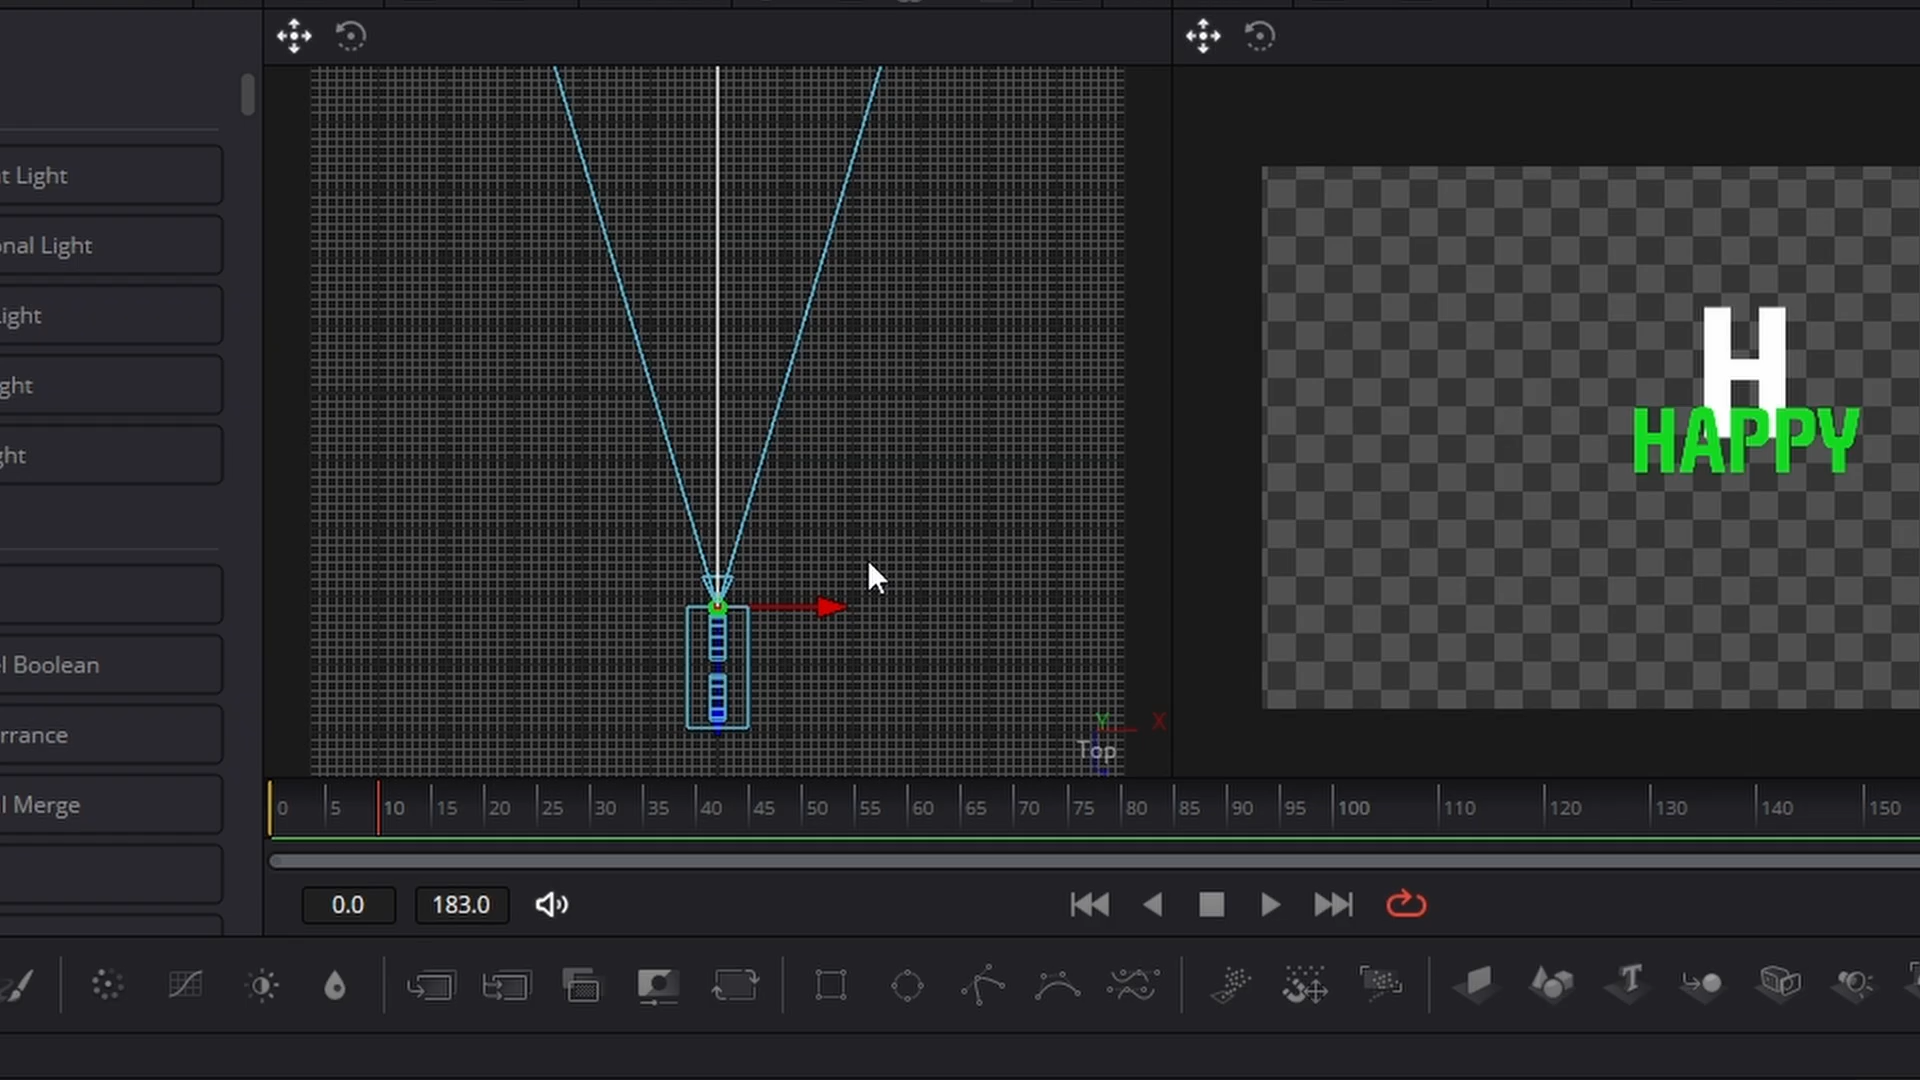 t Light
onal Light
Light
ght
ght
l Boolean
rrance
l Merge
H
HAPPY
Y X
Top
0 5 10 15 20 25 30 35 40 45 50 55 60 65 70 75 80 85 90 95 100 110 120 130 140 150
0.0 183.0